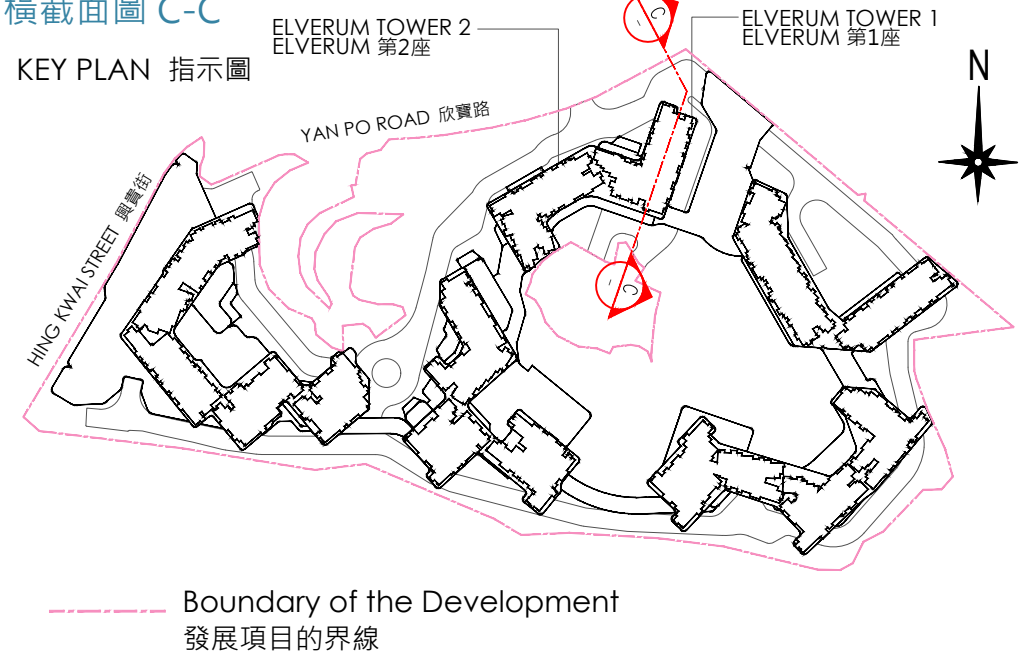 橫截面圖 C-C
KEY PLAN 指示圖
ELVERUM TOWER 2
ELVERUM 第2座
ELVERUM TOWER 1
ELVERUM 第1座
C
-
N
YAN PO ROAD 欣寶路
HING KWAI STREET 興貴街
C
-
Boundary of the Development
發展項目的界線